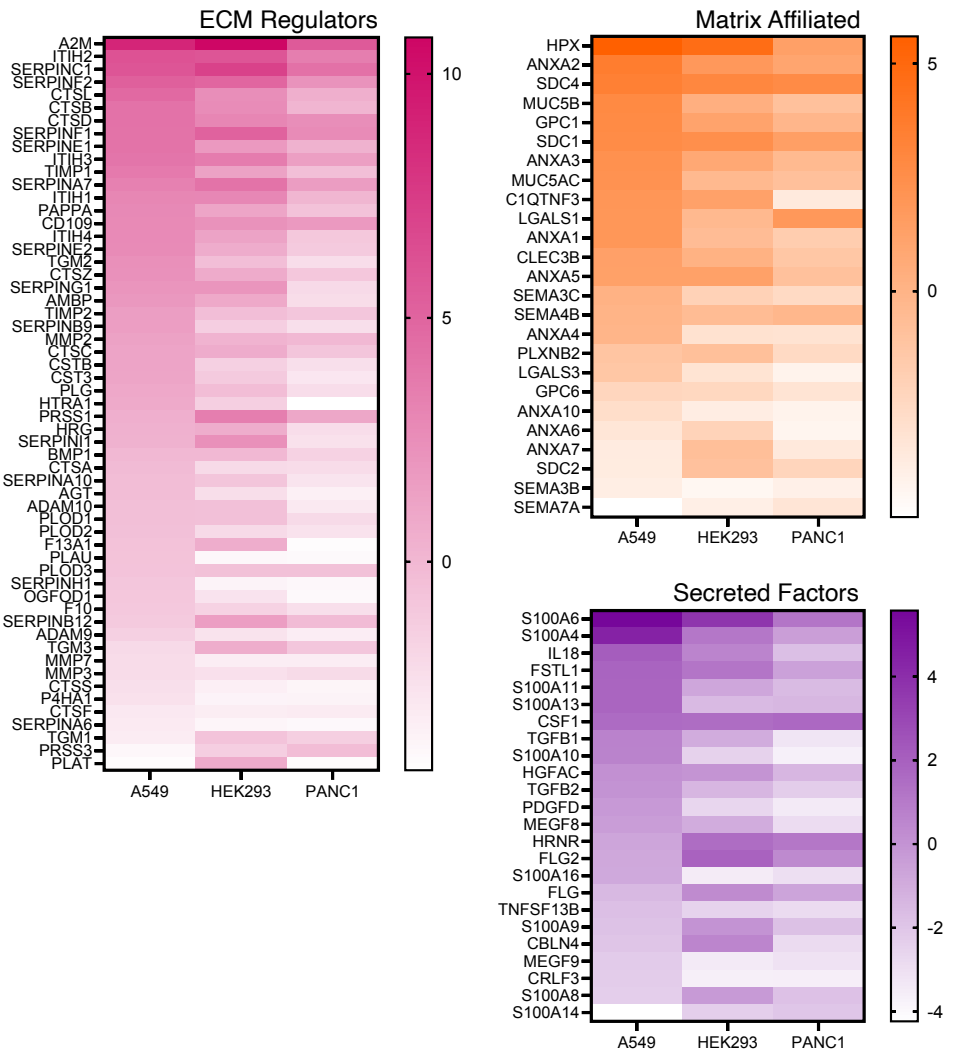 ECM Regulators
A2M
ITIH2
SERPINC1
SERPINF2
CTSL
CTSB
CTSD
SERPINF1
SERPINE1
ITIH3
TIMP1
SERPINA7
ITIH1
PAPPA
CD109
ITIH4
SERPINE2
TGM2
CTSZ
SERPING1
AMBP
TIMP2
SERPINB9
MMP2
CTSC
CSTB
CST3
PLG
HTRA1
PRSS1
HRG
SERPINI1
BMP1
CTSA
SERPINA10
AGT
ADAM10
PLOD1
PLOD2
F13A1
PLAU
PLOD3
SERPINH1
OGFOD1
F10
SERPINB12
ADAM9
TGM3
MMP7
MMP3
CTSS
P4HA1
CTSF
SERPINA6
TGM1
PRSS3
PLAT
A549 HEK293 PANC1
10
5
0
Matrix Affiliated
HPX
ANXA2
SDC4
MUC5B
GPC1
SDC1
ANXA3
MUC5AC
C1QTNF3
LGALS1
ANXA1
CLEC3B
ANXA5
SEMA3C
SEMA4B
ANXA4
PLXNB2
LGALS3
GPC6
ANXA10
ANXA6
ANXA7
SDC2
SEMA3B
SEMA7A
A549 HEK293 PANC1
5
0
Secreted Factors
S100A6
S100A4
IL18
FSTL1
S100A11
S100A13
CSF1
TGFB1
S100A10
HGFAC
TGFB2
PDGFD
MEGF8
HRNR
FLG2
S100A16
FLG
TNFSF13B
S100A9
CBLN4
MEGF9
CRLF3
S100A8
S100A14
A549 HEK293 PANC1
4
2
0
-2
-4